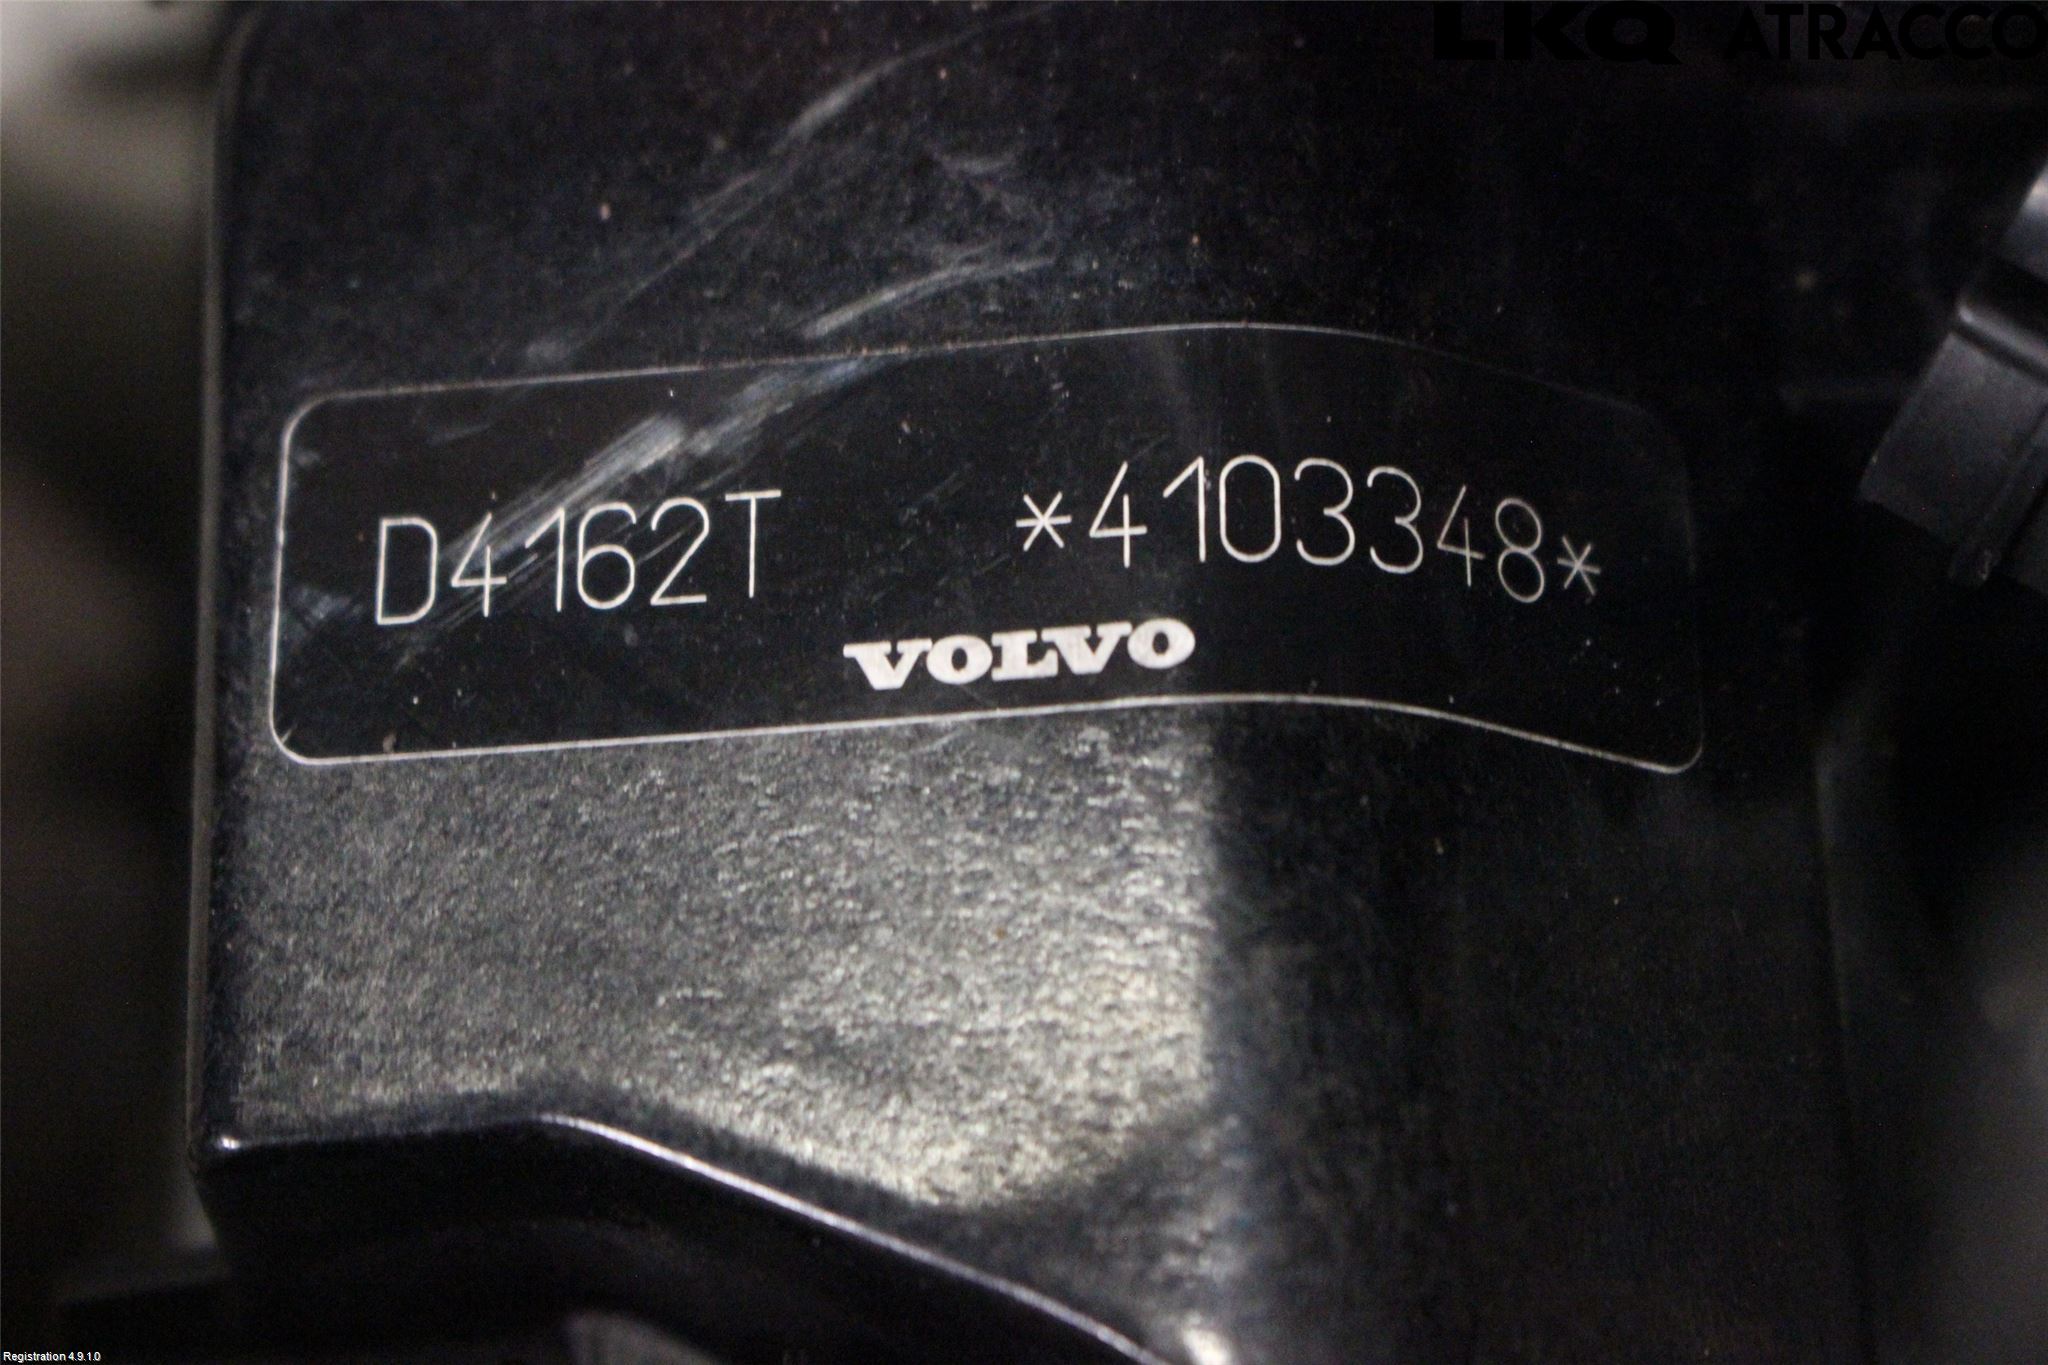 LKQ ATRACCO
D4162T *4103348*
VOLVO
Registration 4.9.1.0